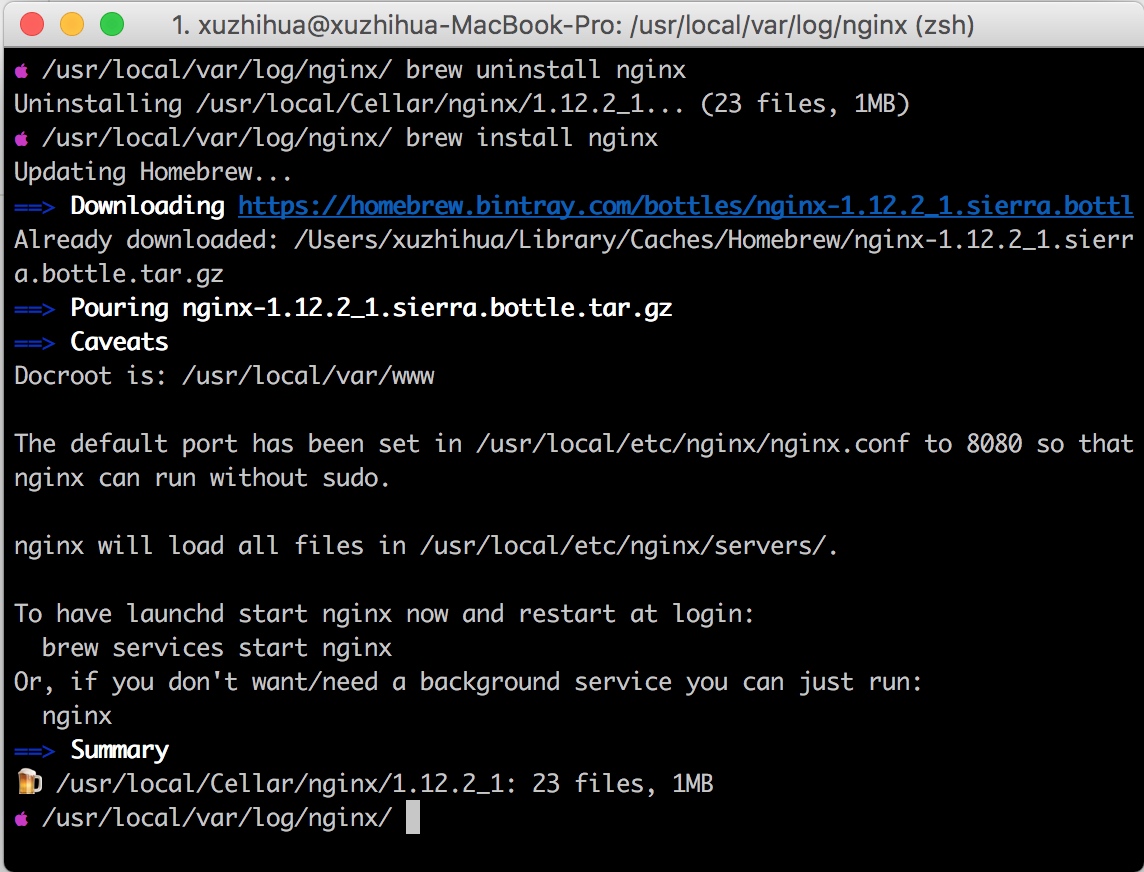 1. xuzhihua@xuzhihua-MacBook-Pro: /usr/local/var/log/nginx (zsh)
/usr/local/var/log/nginx/ brew uninstall nginx
Uninstalling /usr/local/Cellar/nginx/1.12.2_1... (23 files, 1MB)
/usr/local/var/log/nginx/ brew install nginx
Updating Homebrew...
==> Downloading https://homebrew.bintray.com/bottles/nginx-1.12.2_1.sierra.bottl
Already downloaded: /Users/xuzhihua/Library/Caches/Homebrew/nginx-1.12.2_1.sierr
a.bottle.tar.gz
==> Pouring nginx-1.12.2_1.sierra.bottle.tar.gz
==> Caveats
Docroot is: /usr/local/var/www
The default port has been set in /usr/local/etc/nginx/nginx.conf to 8080 so that
nginx can run without sudo.
nginx will load all files in /usr/local/etc/nginx/servers/.
To have launchd start nginx now and restart at login:
  brew services start nginx
Or, if you don't want/need a background service you can just run:
  nginx
==> Summary
🍺 /usr/local/Cellar/nginx/1.12.2_1: 23 files, 1MB
/usr/local/var/log/nginx/